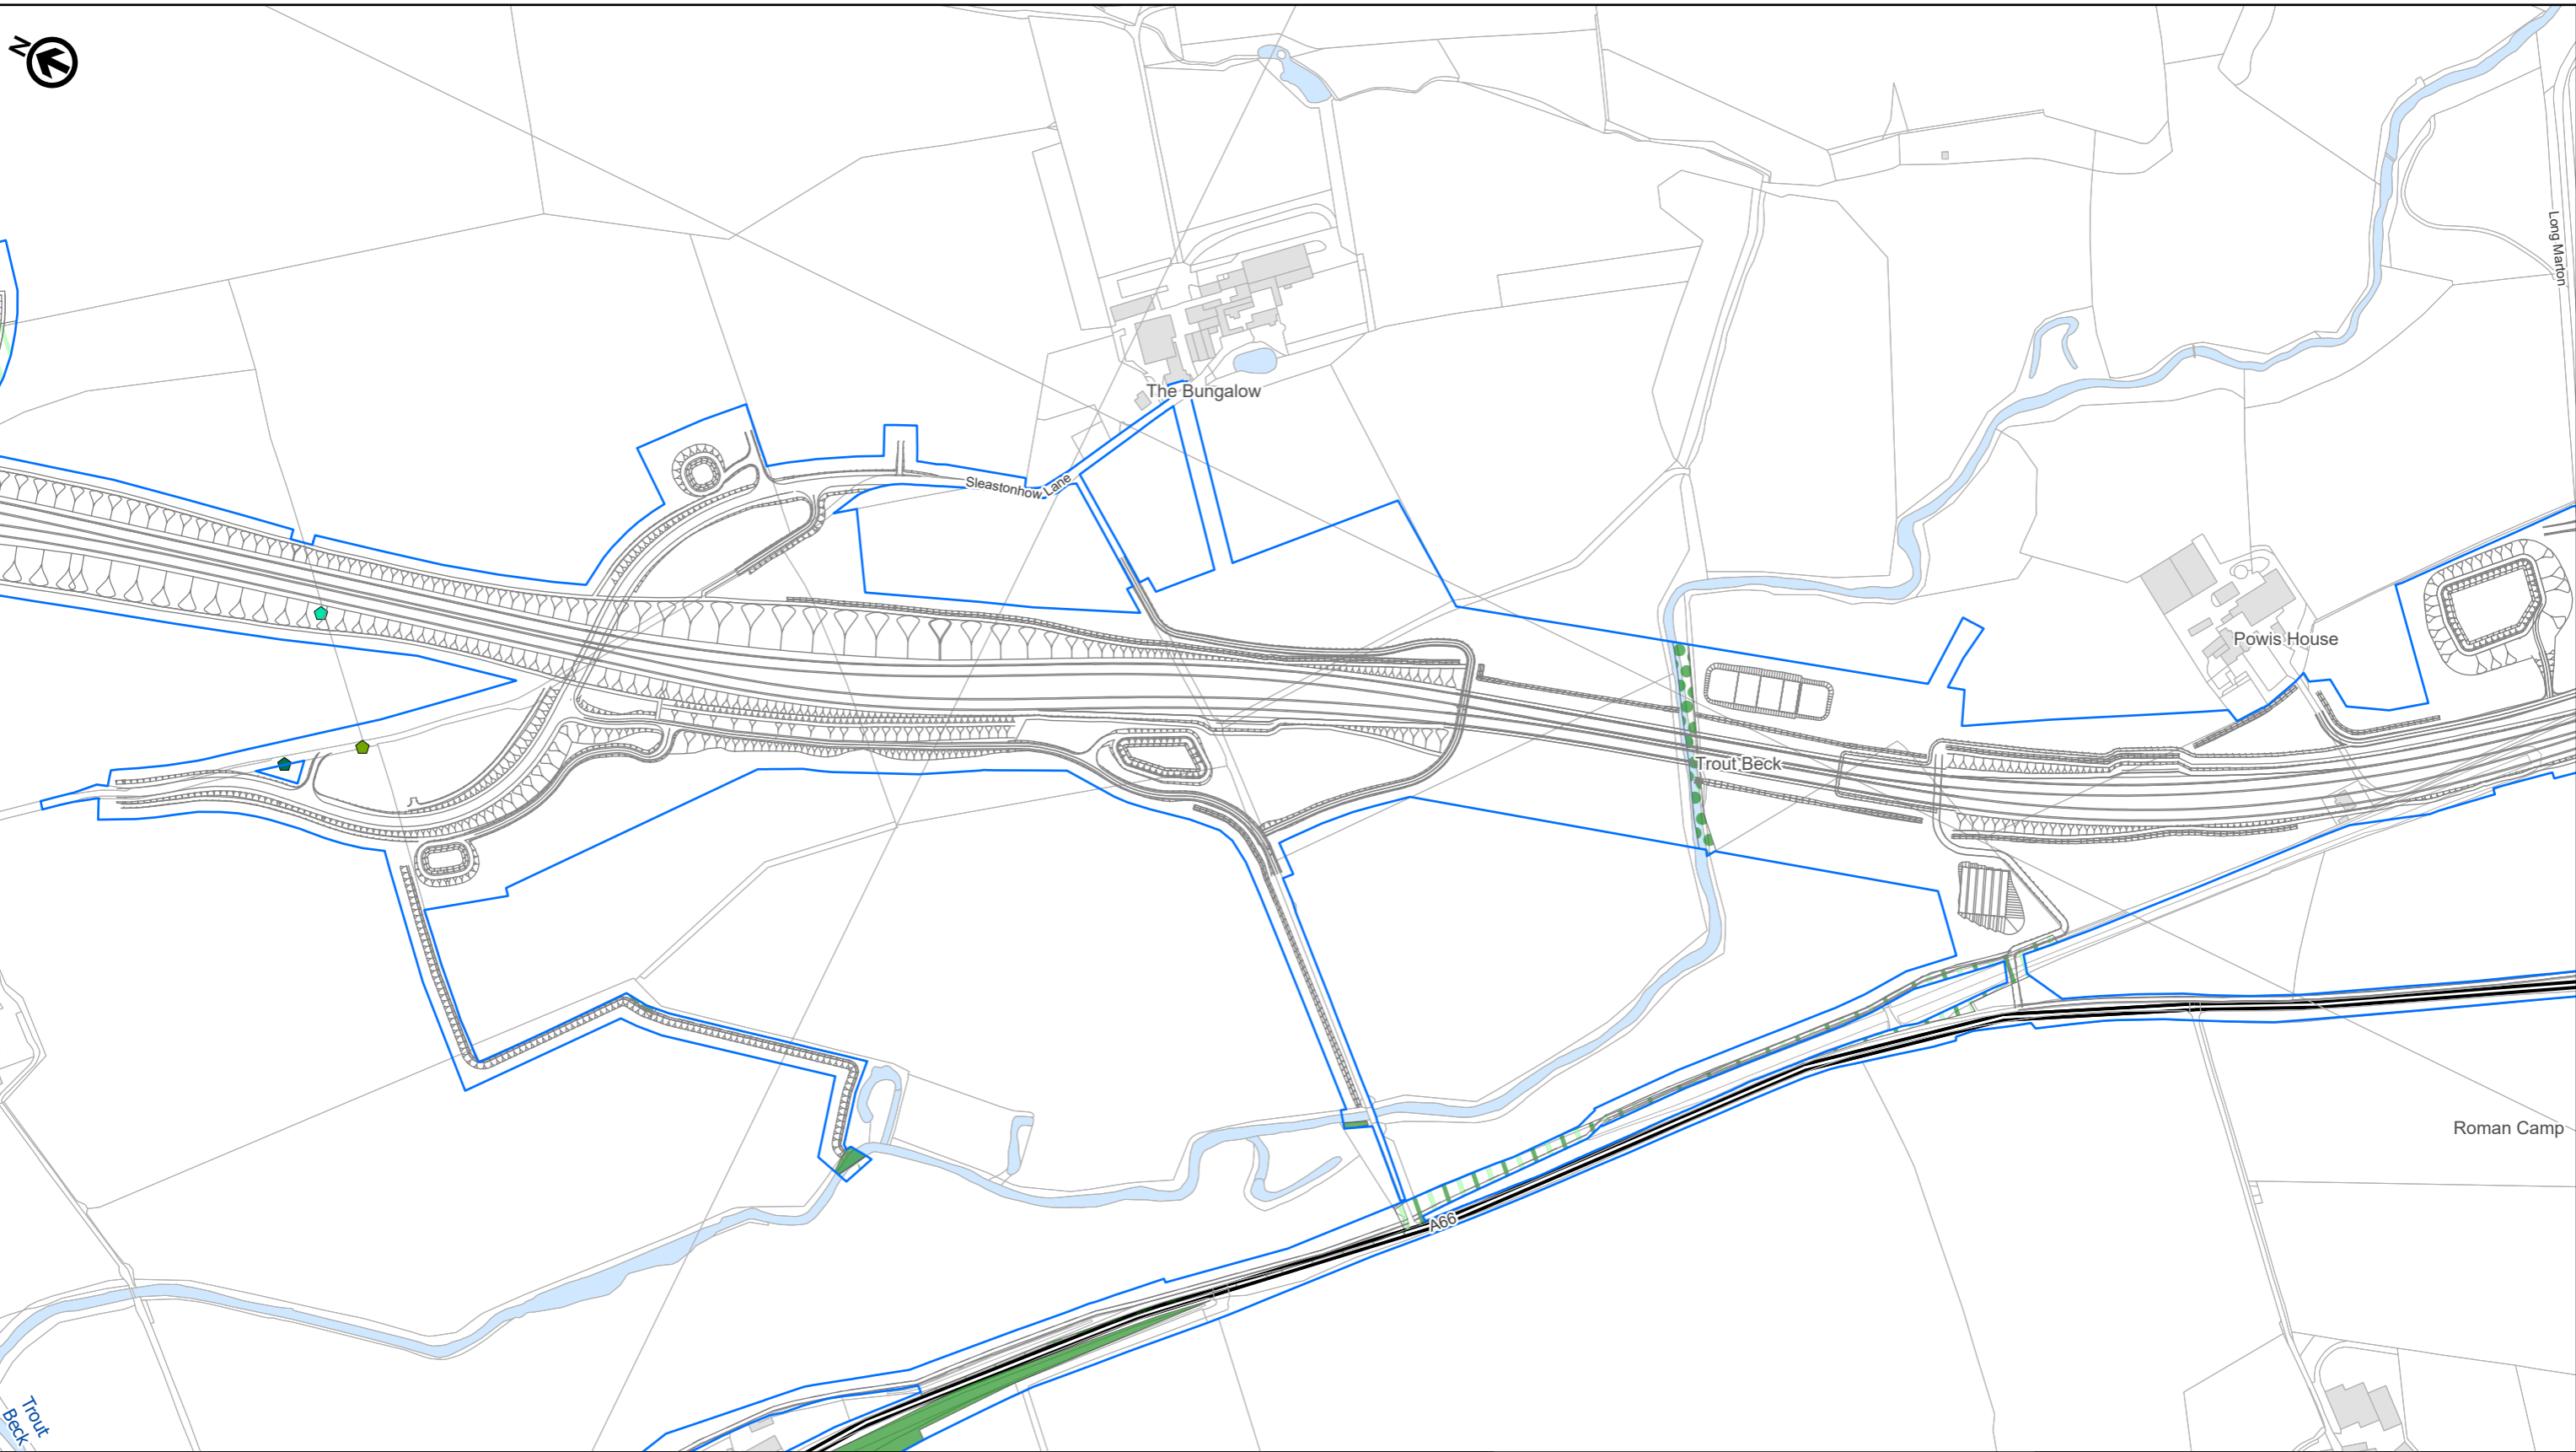 N
Long Marton
The Bungalow
Sleastonhow Lane
Powis House
Trout Beck
Roman Camp
A66
Trout
Beck